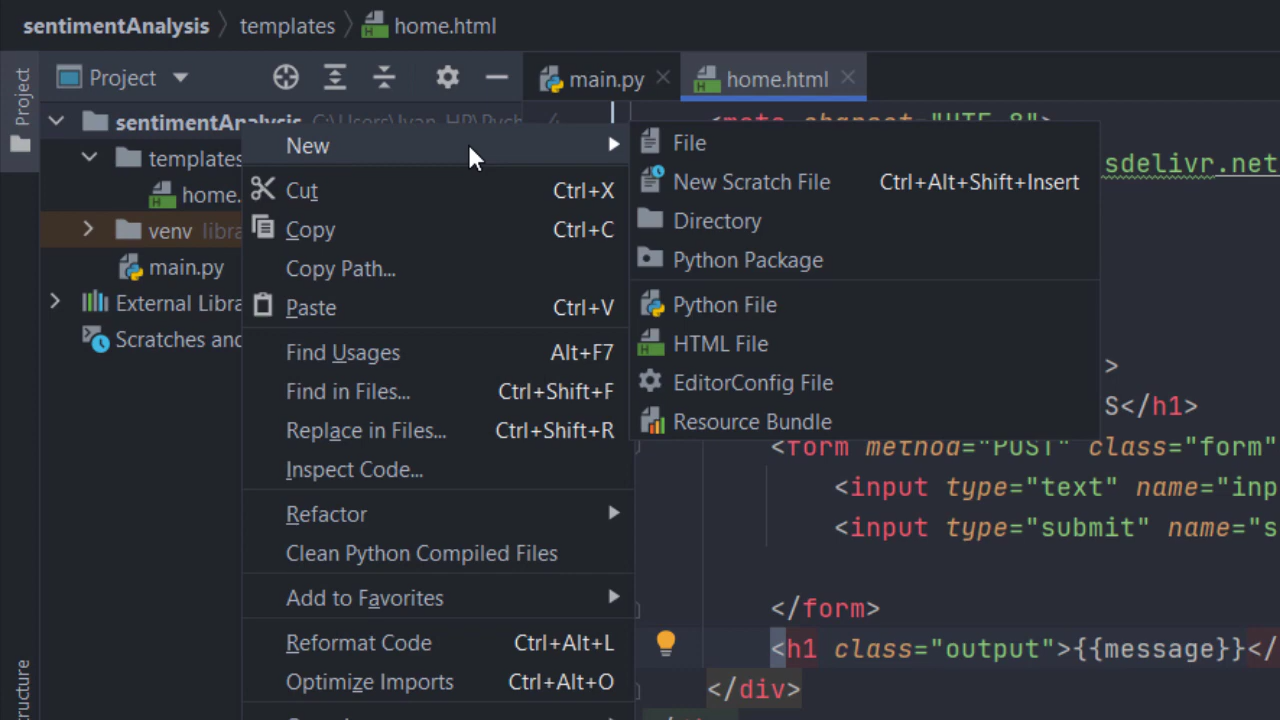 sentimentAnalysis templates home.html
Project
Project
main.py
home.html
sentimentAnalysis
templates
home.
venv
main.py
External Libra
Scratches and
New
Cut Ctrl+X
Copy Ctrl+C
Copy Path...
Paste Ctrl+V
Find Usages Alt+F7
Find in Files... Ctrl+Shift+F
Replace in Files... Ctrl+Shift+R
Inspect Code...
Refactor
Clean Python Compiled Files
Add to Favorites
Reformat Code Ctrl+Alt+L
Optimize Imports Ctrl+Alt+O
File
New Scratch File Ctrl+Alt+Shift+Insert
Directory
Python Package
Python File
HTML File
EditorConfig File
Resource Bundle
sdelivr.net
>
S</h1>
<form method="POST" class="form"
<input type="text" name="inp
<input type="submit" name="s
</form>
<h1 class="output">{{message}}</
</div>
ructure